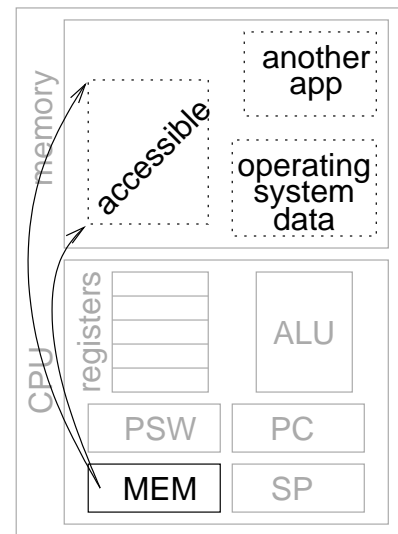 memory
accessible
another
app
operating
system
data
CPU
registers
ALU
PSW
PC
MEM
SP